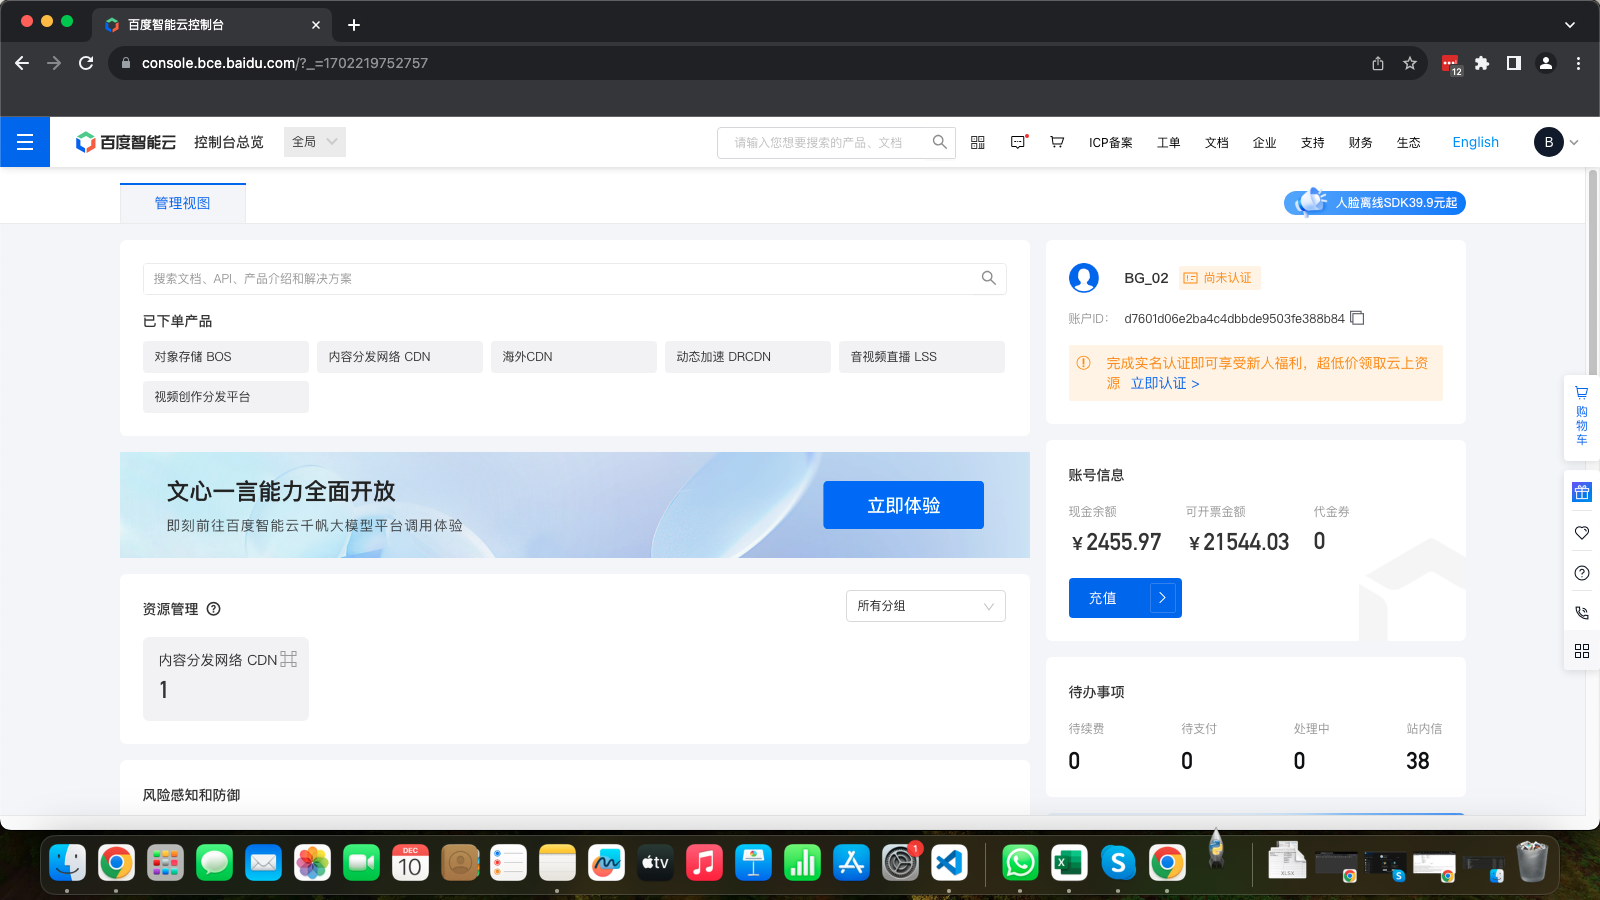 百度智能云控制台
console.bce.baidu.com/?_=1702219752757
12
百度智能云
控制台总览
全局
请输入您想要搜索的产品、文档
ICP备案
工单
文档
企业
支持
财务
生态
English
B
管理视图
人脸离线SDK39.9元起
搜索文档、API、产品介绍和解决方案
已下单产品
对象存储 BOS
内容分发网络 CDN
海外CDN
动态加速 DRCDN
音视频直播 LSS
视频创作分发平台
文心一言能力全面开放
即刻前往百度智能云千帆大模型平台调用体验
立即体验
资源管理
所有分组
内容分发网络 CDN
1
风险感知和防御
BG_02
尚未认证
账户ID:
d7601d06e2ba4c4dbbde9503fe388b84
完成实名认证即可享受新人福利，超低价领取云上资
源 立即认证 >
账号信息
现金余额
可开票金额
代金券
¥2455.97
¥21544.03
0
充值
待办事项
待续费
待支付
处理中
站内信
0
0
0
38
购
物
车
DEC
10
tv
1
XLSX